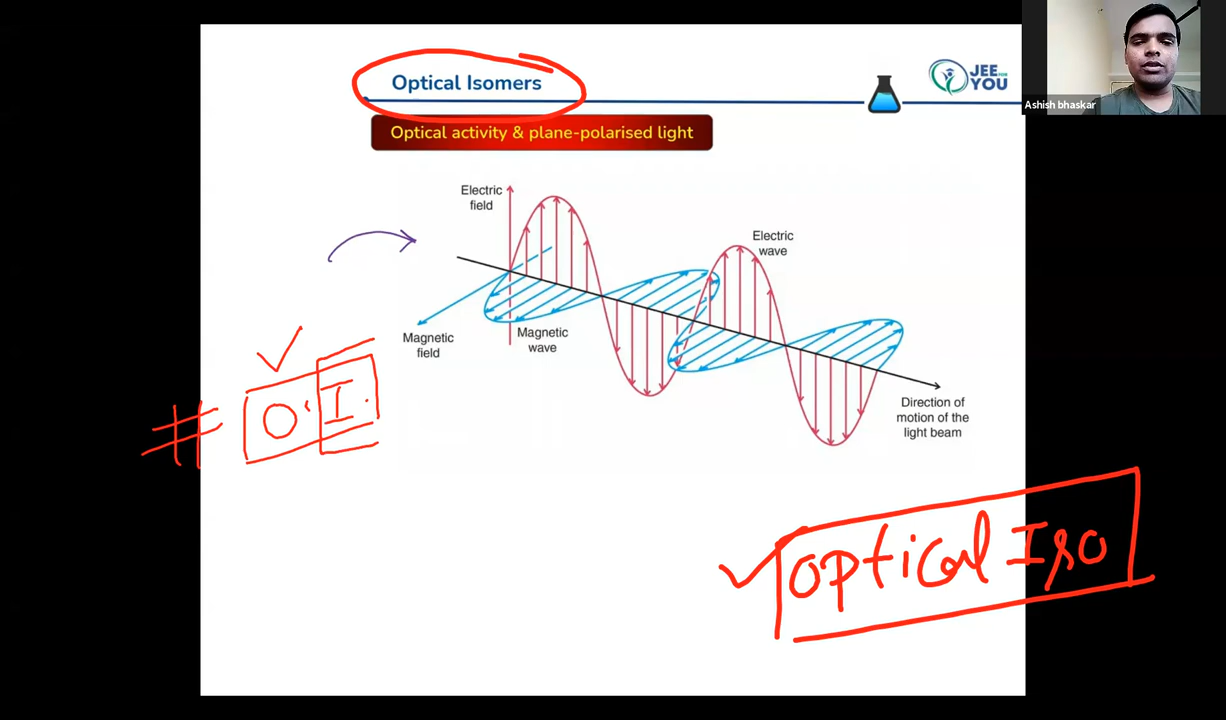 Optical Isomers
JEE FOR
YOU
Ashish bhaskar
Optical activity & plane-polarised light
Electric
field
Electric
wave
Magnetic
field
Magnetic
wave
Direction of
motion of the
light beam
# O.I.
optical Iso